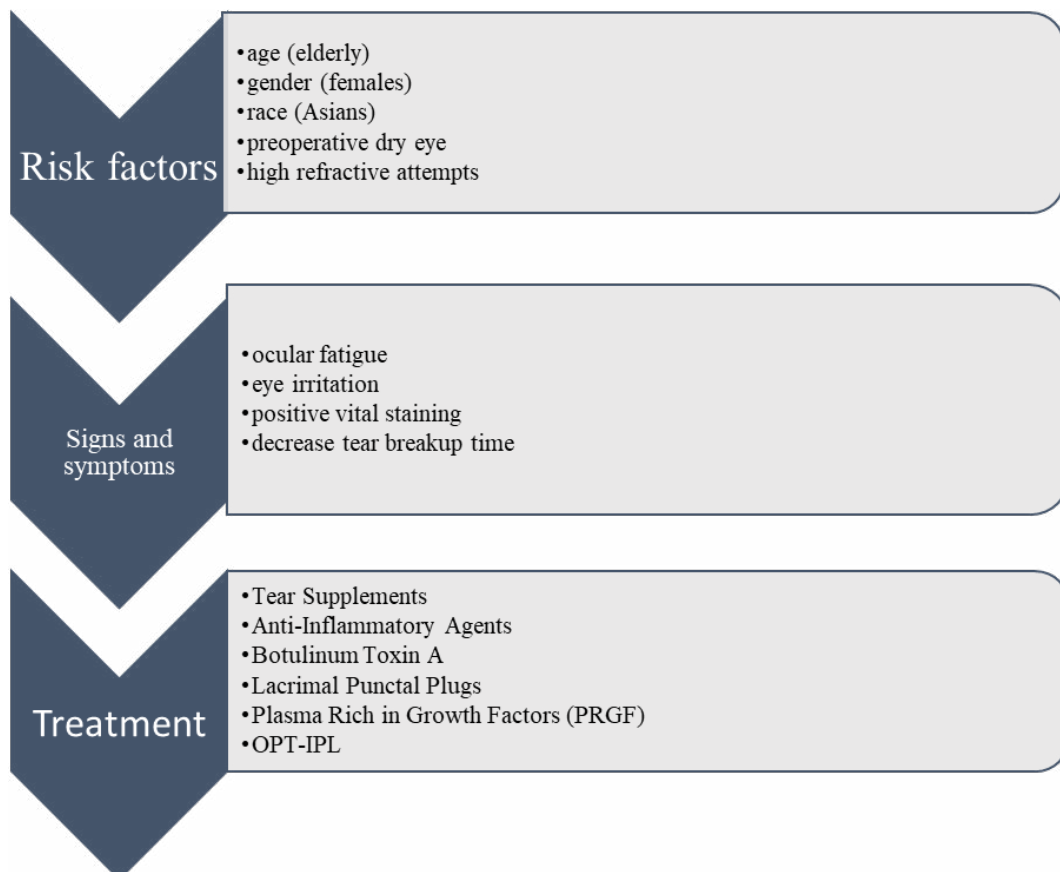 Risk factors
•age (elderly)
•gender (females)
•race (Asians)
•preoperative dry eye
•high refractive attempts
Signs and
symptoms
•ocular fatigue
•eye irritation
•positive vital staining
•decrease tear breakup time
Treatment
•Tear Supplements
•Anti-Inflammatory Agents
•Botulinum Toxin A
•Lacrimal Punctal Plugs
•Plasma Rich in Growth Factors (PRGF)
•OPT-IPL